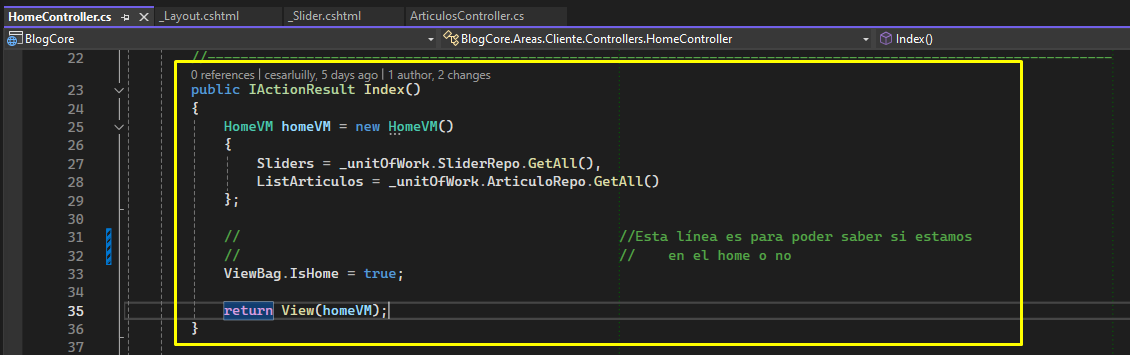 HomeController.cs _Layout.cshtml _Slider.cshtml ArticulosController.cs
BlogCore BlogCore.Areas.Cliente.Controllers.HomeController Index()
22 //--------------------------------------------------------------------------------------------------------------
0 references | cesarluilly, 5 days ago | 1 author, 2 changes
23 public IActionResult Index()
24 {
25 HomeVM homeVM = new HomeVM()
26 {
27 Sliders = _unitOfWork.SliderRepo.GetAll(),
28 ListArticulos = _unitOfWork.ArticuloRepo.GetAll()
29 };
30
31 // //Esta línea es para poder saber si estamos
32 // // en el home o no
33 ViewBag.IsHome = true;
34
35 return View(homeVM);
36 }
37